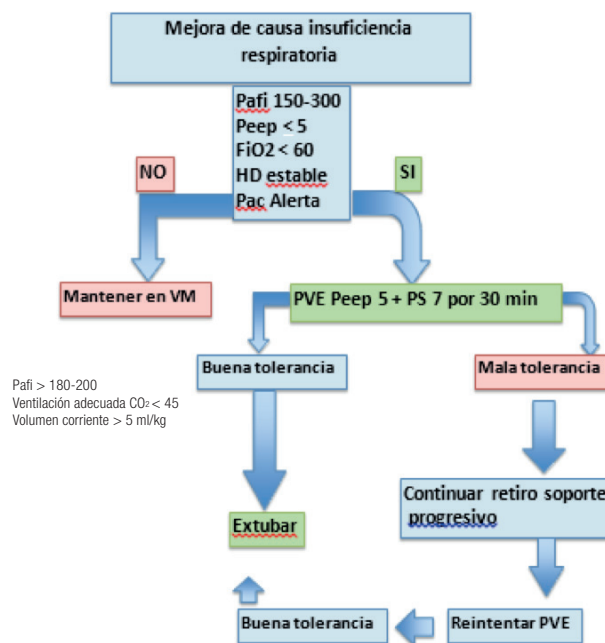 Mejora de causa insuficiencia
respiratoria
Pafi 150-300
Peep < 5
FiO2 < 60
HD estable
Pac Alerta
NO
SI
Mantener en VM
PVE Peep 5 + PS 7 por 30 min
Buena tolerancia
Mala tolerancia
Pafi > 180-200
Ventilación adecuada CO2 < 45
Volumen corriente > 5 ml/kg
Continuar retiro soporte
progresivo
Extubar
Buena tolerancia
Reintentar PVE